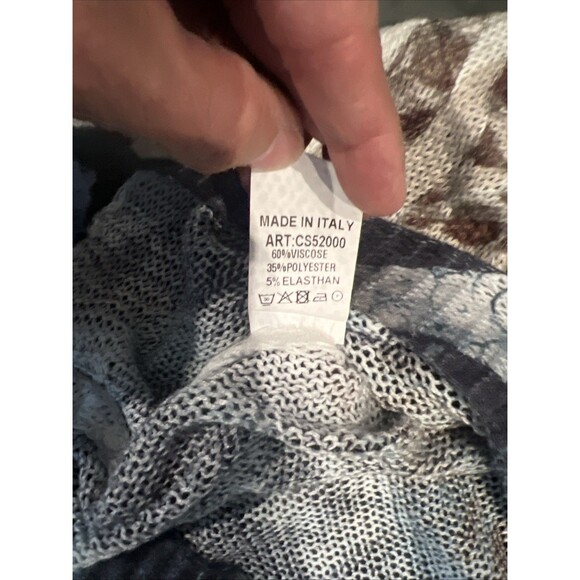 MADE IN ITALY
ART:CS52000
60%VISCOSE
35%POLYESTER
5% ELASTHAN